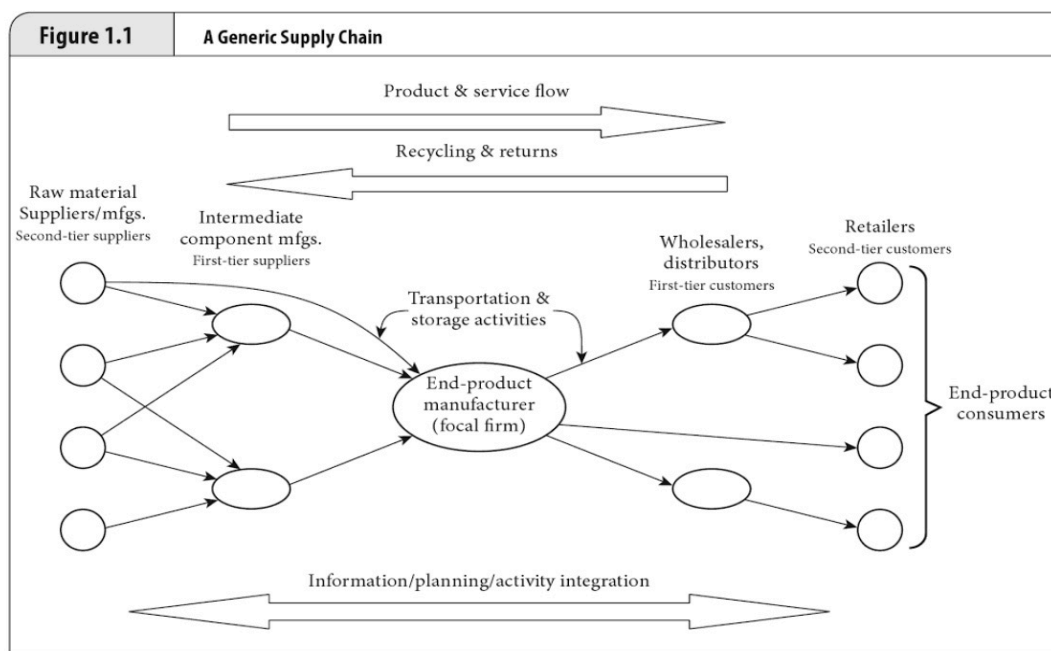 Figure 1.1
A Generic Supply Chain
Product & service flow
Recycling & returns
Raw material
Suppliers/mfgs.
Second-tier suppliers
Intermediate
component mfgs.
First-tier suppliers
Wholesalers,
distributors
First-tier customers
Retailers
Second-tier customers
Transportation &
storage activities
End-product
manufacturer
(focal firm)
End-product
consumers
Information/planning/activity integration